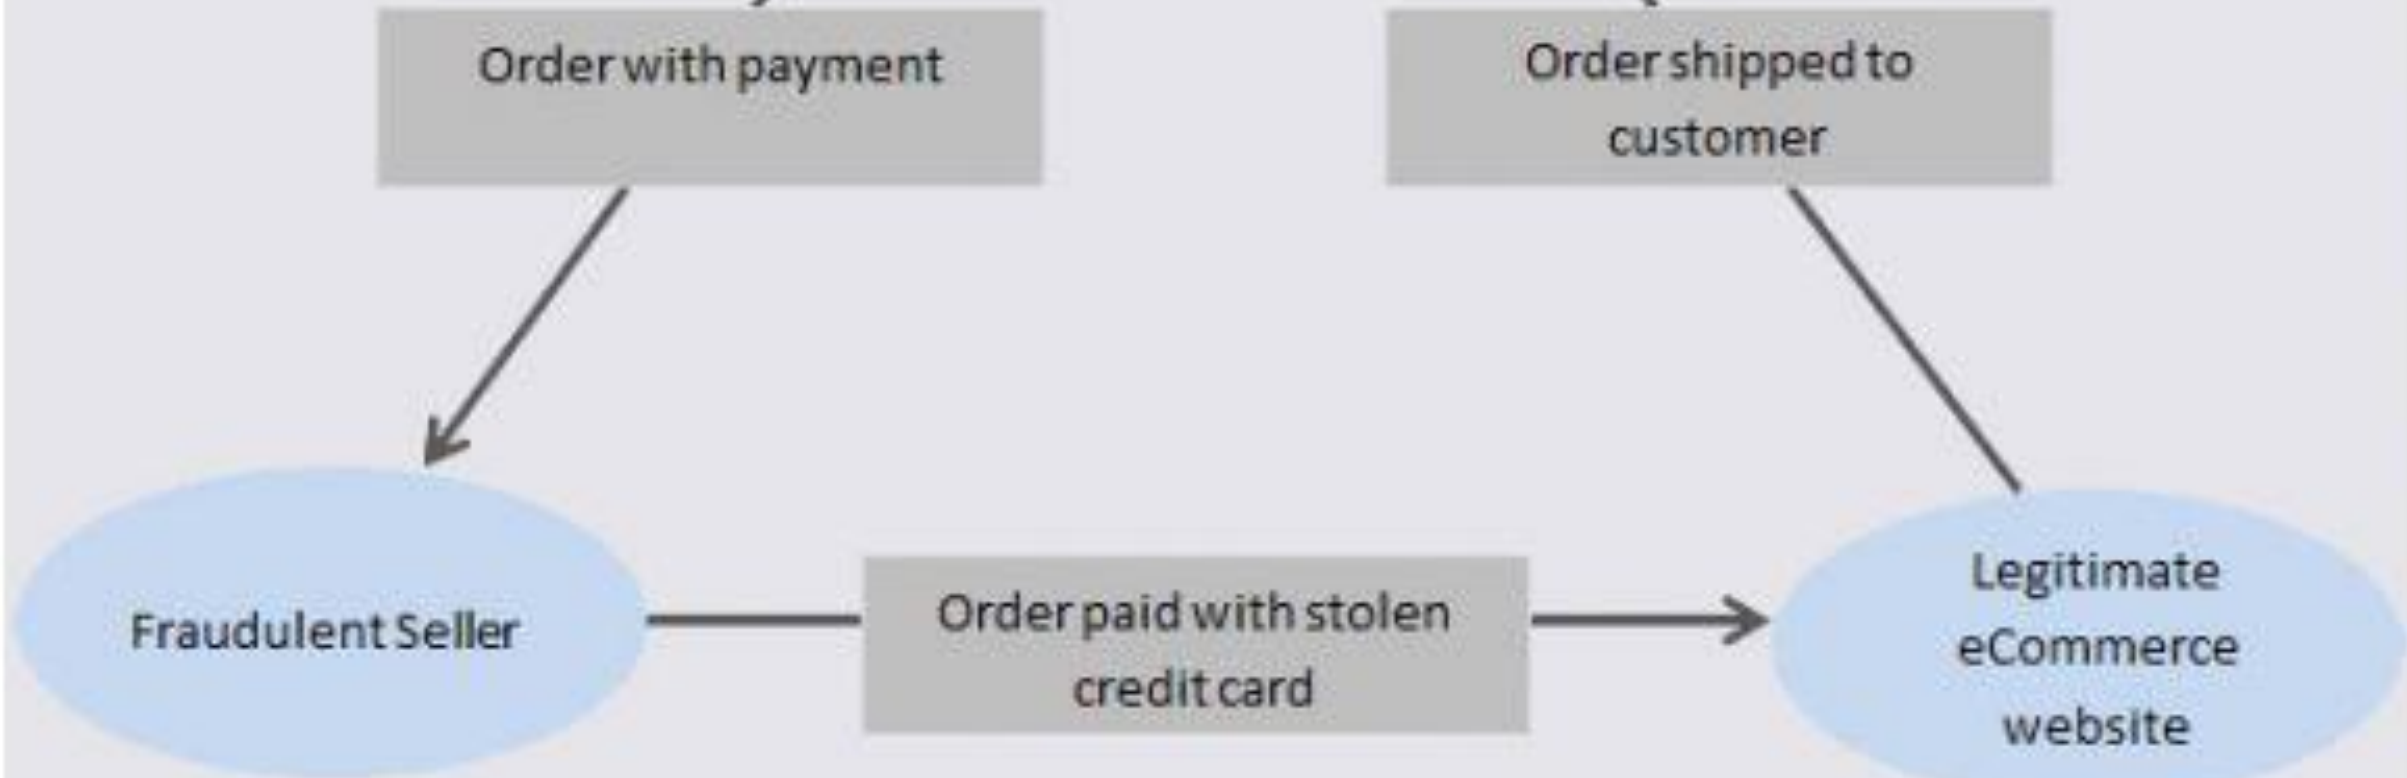 Order with payment
Order shipped to
customer
Fraudulent Seller
Order paid with stolen
credit card
Legitimate
eCommerce
website